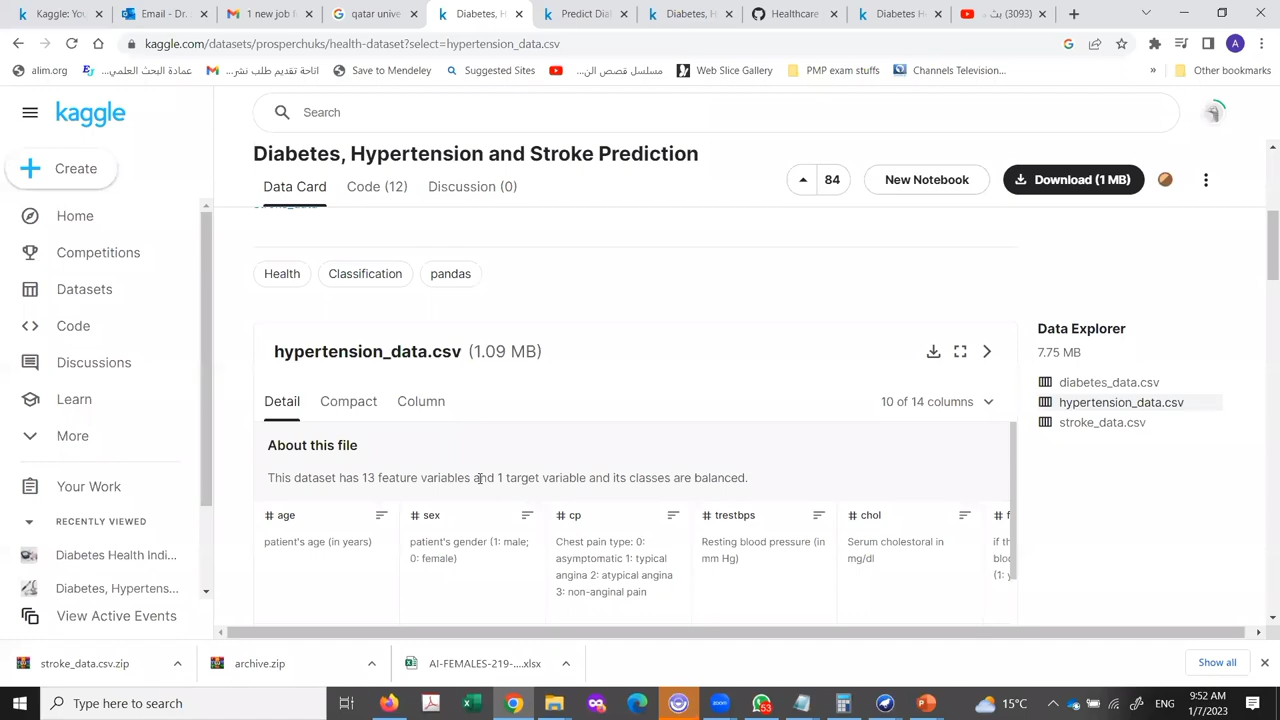 Kaggle: You
Email - Dr.
1 new job f
qatar unive
Diabetes, H
Predict Dial
Diabetes, H
Healthcare
Diabetes H
(3093) بث
kaggle.com/datasets/prosperchuks/health-dataset?select=hypertension_data.csv
A
alim.org
عمادة البحث العلمي...
اتاحة تقديم طلب نشر...
Save to Mendeley
Suggested Sites
مسلسل قصص الن...
Web Slice Gallery
PMP exam stuffs
Channels Television...
»
Other bookmarks
kaggle
Search
Create
Diabetes, Hypertension and Stroke Prediction
Data Card
Code (12)
Discussion (0)
84
New Notebook
Download (1 MB)
Home
Competitions
Datasets
Code
Discussions
Learn
More
Your Work
RECENTLY VIEWED
Diabetes Health Indi...
Diabetes, Hypertens...
View Active Events
Health
Classification
pandas
hypertension_data.csv (1.09 MB)
Detail
Compact
Column
10 of 14 columns
About this file
This dataset has 13 feature variables and 1 target variable and its classes are balanced.
# age
patient's age (in years)
# sex
patient's gender (1: male;
0: female)
# cp
Chest pain type: 0:
asymptomatic 1: typical
angina 2: atypical angina
3: non-anginal pain
# trestbps
Resting blood pressure (in
mm Hg)
# chol
Serum cholestoral in
mg/dl
# f
if th
(1: y
Data Explorer
7.75 MB
diabetes_data.csv
hypertension_data.csv
stroke_data.csv
stroke_data.csv.zip
archive.zip
AI-FEMALES-219-....xlsx
Show all
Type here to search
53
15°C
ENG
9:52 AM
1/7/2023